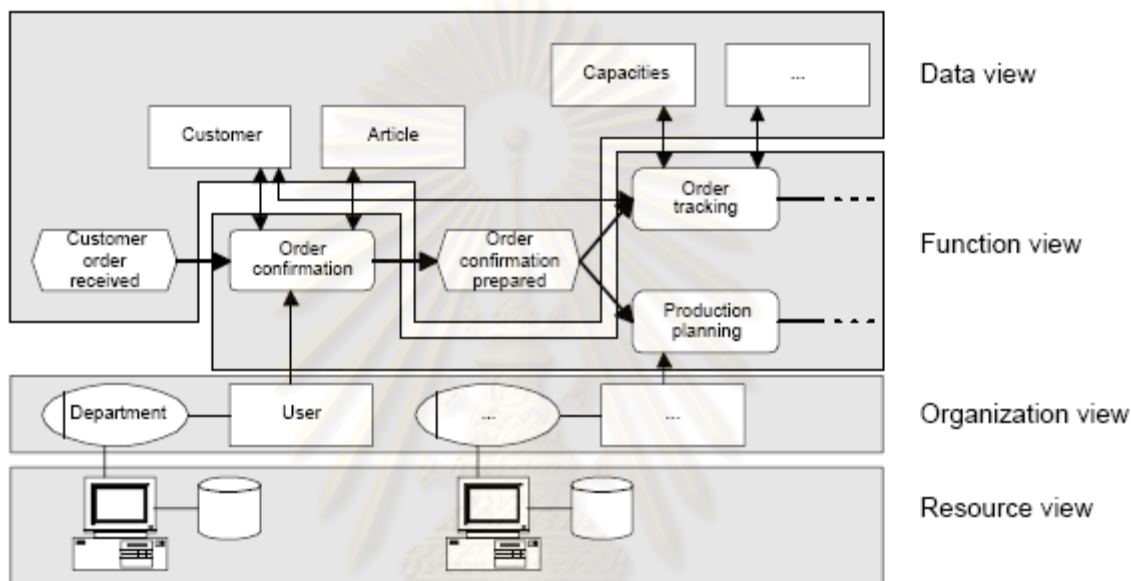 Capacities
...
Data view
Customer
Article
Order
tracking
Customer
order
received
Order
confirmation
Order
confirmation
prepared
Function view
Production
planning
Department
User
....
....
Organization view
Resource view